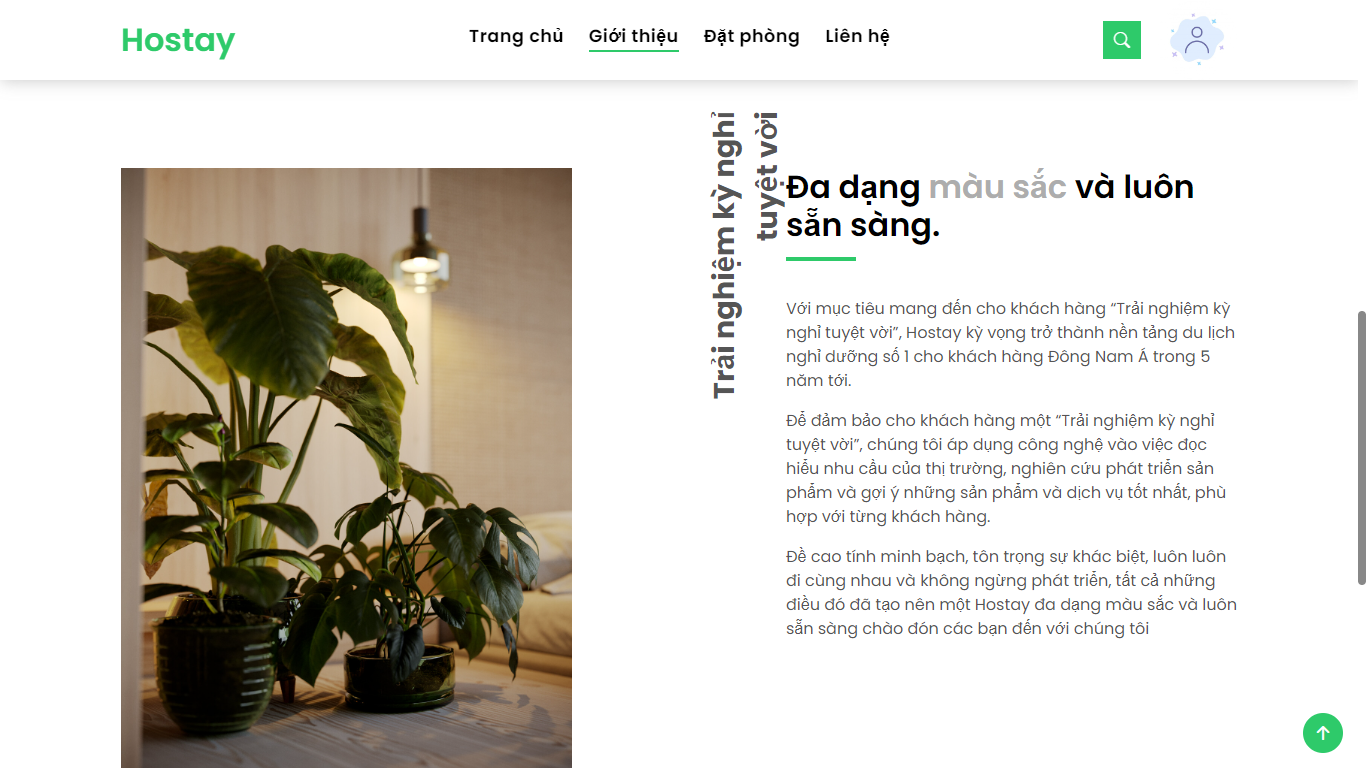 Hostay
Trang chủ
Giới thiệu
Đặt phòng
Liên hệ
Trải nghiệm kỳ nghỉ
tuyệt vời
Đa dạng màu sắc và luôn
sẵn sàng.
Với mục tiêu mang đến cho khách hàng “Trải nghiệm kỳ
nghỉ tuyệt vời”, Hostay kỳ vọng trở thành nền tảng du lịch
nghỉ dưỡng số 1 cho khách hàng Đông Nam Á trong 5
năm tới.
Để đảm bảo cho khách hàng một “Trải nghiệm kỳ nghỉ
tuyệt vời”, chúng tôi áp dụng công nghệ vào việc đọc
hiểu nhu cầu của thị trường, nghiên cứu phát triển sản
phẩm và gợi ý những sản phẩm và dịch vụ tốt nhất, phù
hợp với từng khách hàng.
Đề cao tính minh bạch, tôn trọng sự khác biệt, luôn luôn
đi cùng nhau và không ngừng phát triển, tất cả những
điều đó đã tạo nên một Hostay đa dạng màu sắc và luôn
sẵn sàng chào đón các bạn đến với chúng tôi